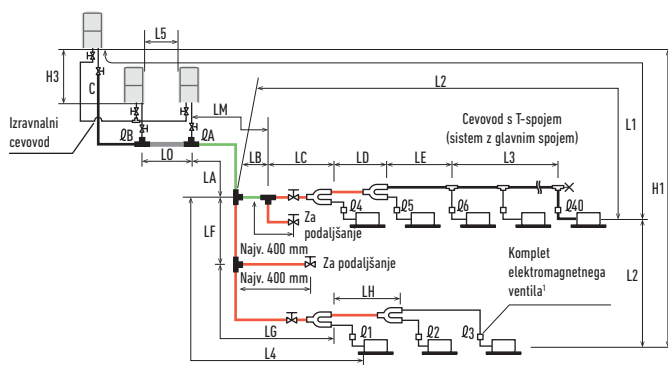 L5
H3
C
L2
LM
Izravnalni
cevovod
ℓB
ℓA
Cevovod s T-spojem
(sistem z glavnim spojem)
L1
H1
LO
LB
LC
LD
LE
L3
LA
ℓ4
ℓ5
ℓ6
ℓ40
Za
podaljšanje
LF
Najv. 400 mm
Za podaljšanje
Najv. 400 mm
Komplet
elektromagnetnega
ventila¹
L2
LH
LG
ℓ1
ℓ2
ℓ3
L4